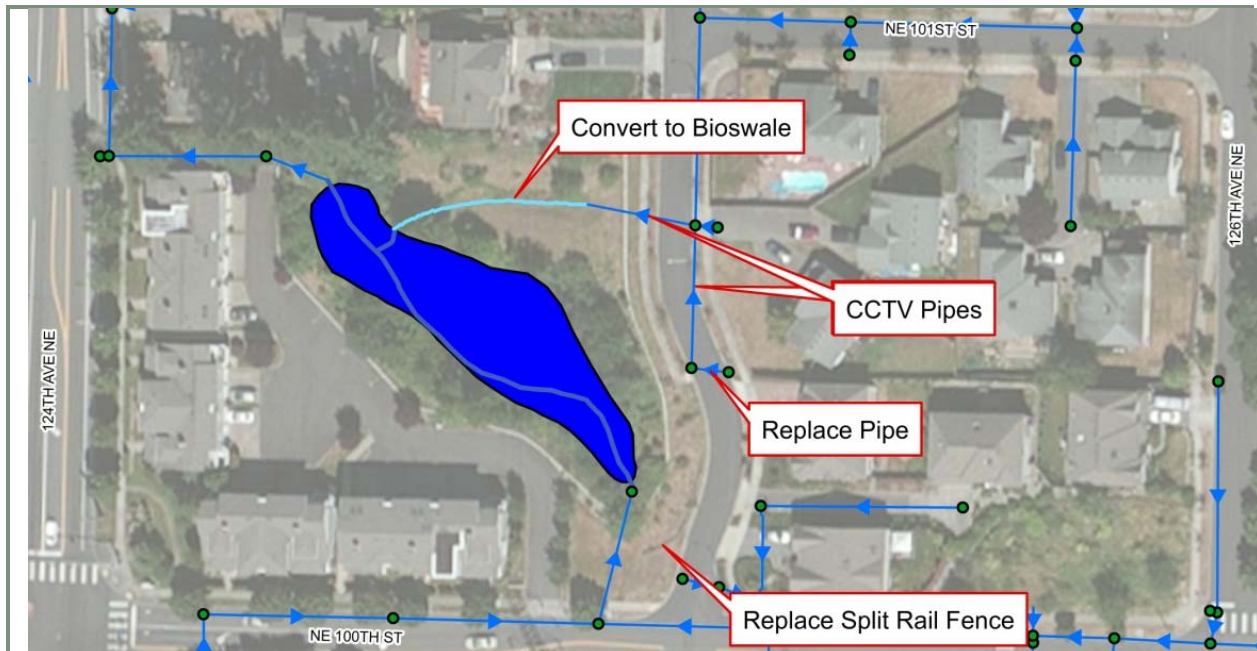 NE 101ST ST
Convert to Bioswale
126TH AVE NE
CCTV Pipes
124TH AVE NE
Replace Pipe
Replace Split Rail Fence
NE 100TH ST